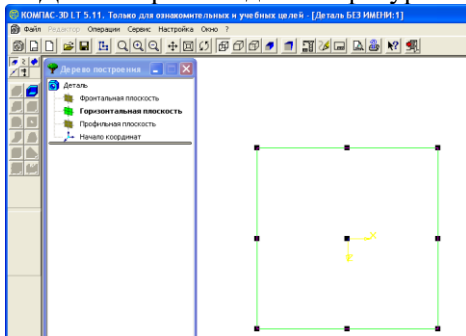 КОМПАС-3D LT 5.11. Только для ознакомительных и учебных целей - [Деталь БЕЗ ИМЕНИ:1]
Файл Редактор Операции Сервис Настройка Окно ?
Дерево построения
Деталь
Фронтальная плоскость
Горизонтальная плоскость
Профильная плоскость
Начало координат
X